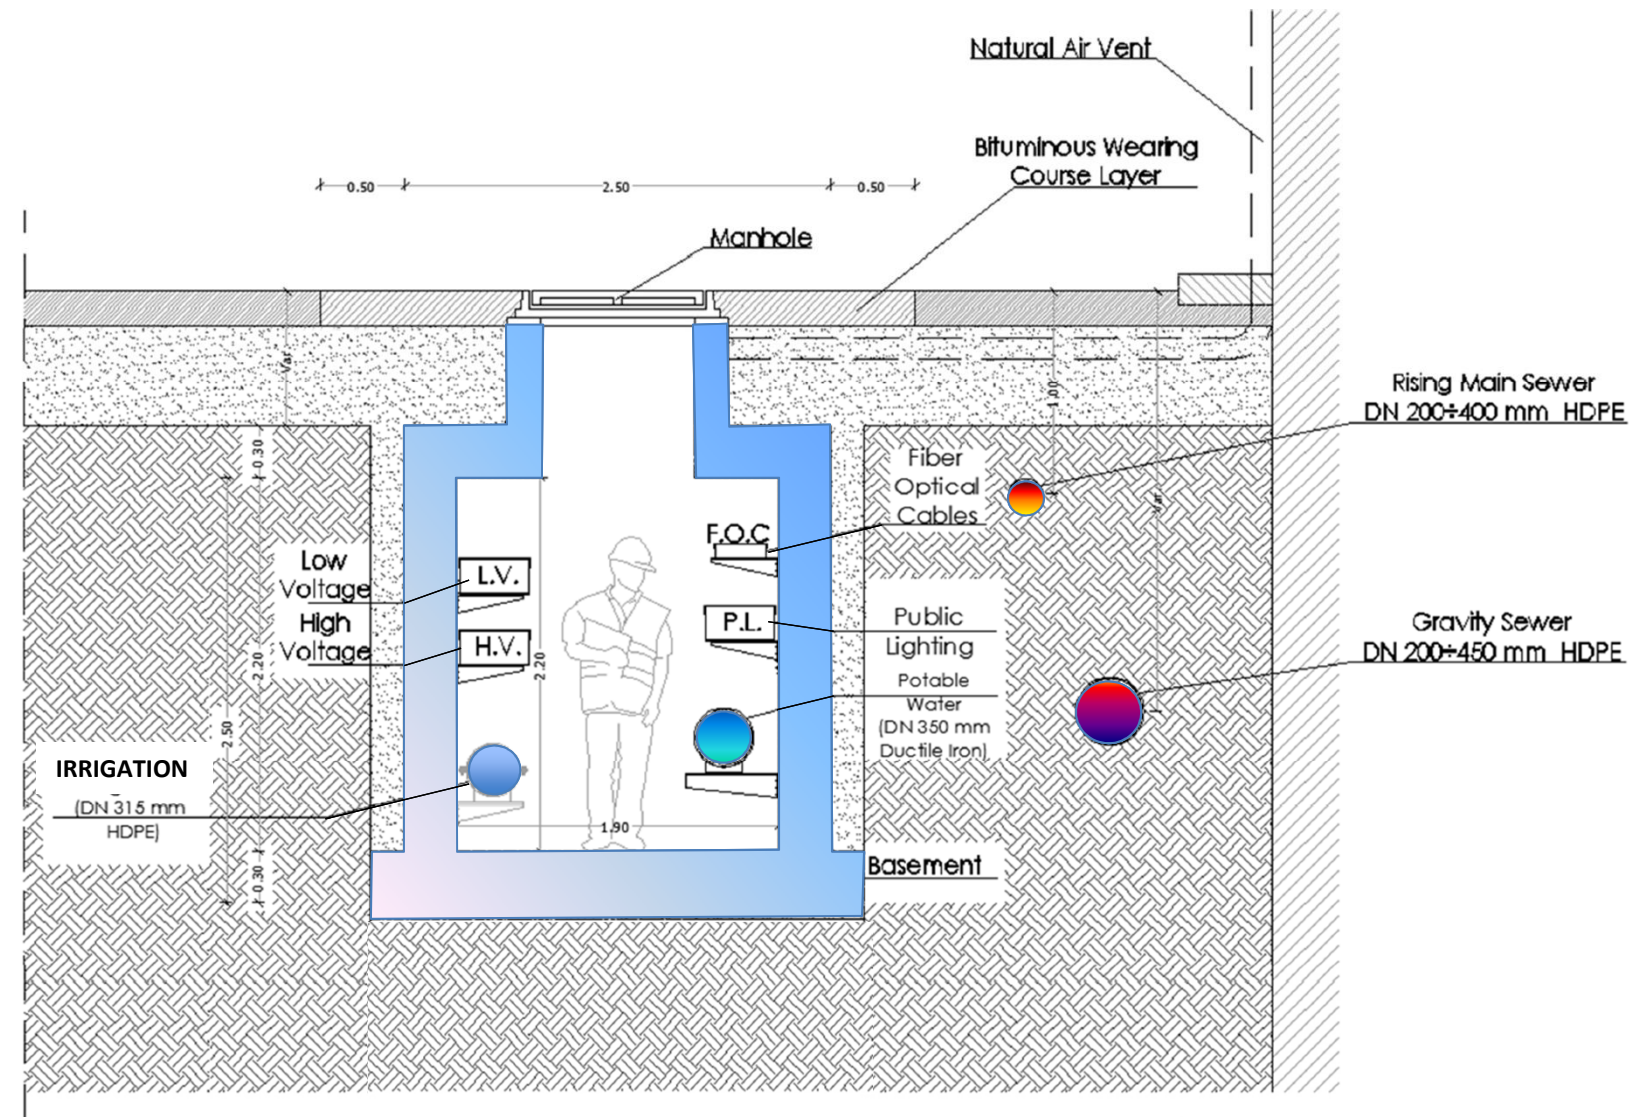 Natural Air Vent
Bituminous Wearing
Course Layer
0.50
2.50
0.50
Manhole
Var
1.00
Var
Rising Main Sewer
DN 200÷400 mm HDPE
0.30
Fiber
Optical
Cables
F.O.C
Low
Voltage
L.V.
High
Voltage
H.V.
P.L.
Public
Lighting
Gravity Sewer
DN 200÷450 mm HDPE
2.20
2.20
Potable
Water
(DN 350 mm
Ductile Iron)
2.50
IRRIGATION
(DN 315 mm
HDPE)
1.90
0.30
Basement